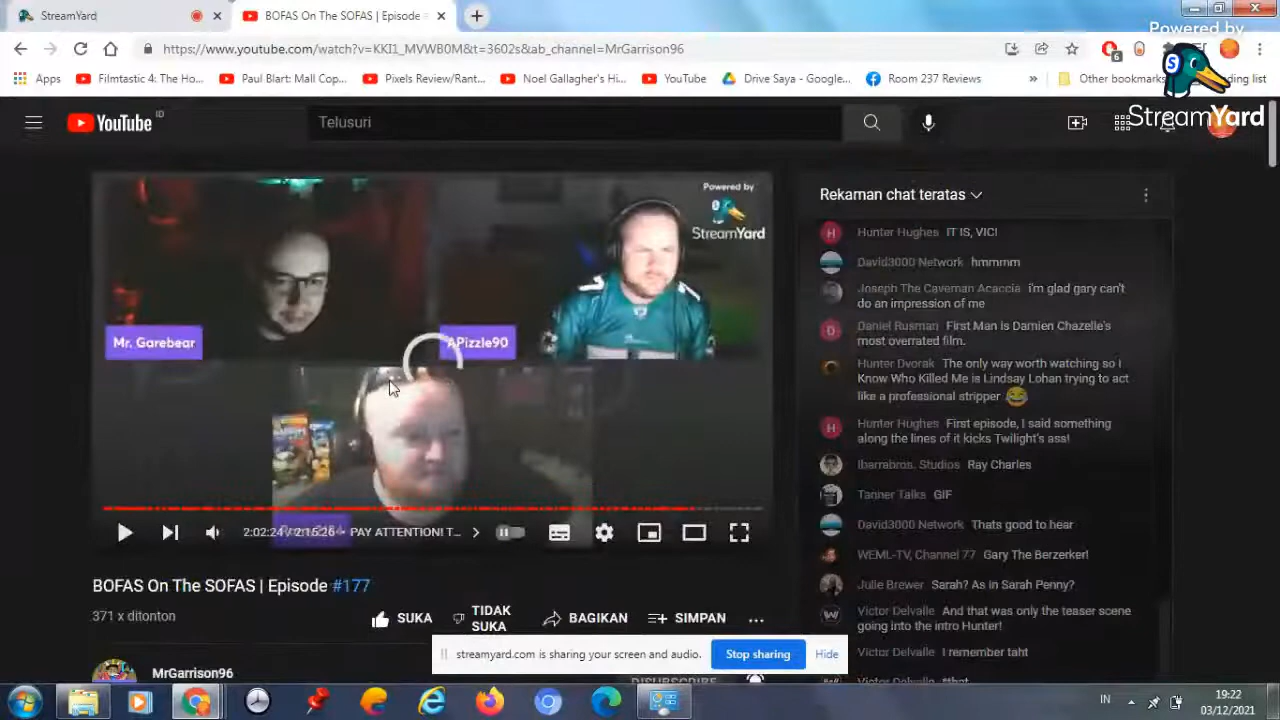 StreamYard
BOFAS On The SOFAS | Episode
Powered by
https://www.youtube.com/watch?v=KKI1_MVWB0M&t=3602s&ab_channel=MrGarrison96
6
Apps
Filmtastic 4: The Ho...
Paul Blart: Mall Cop...
Pixels Review/Rant...
Noel Gallagher's Hi...
YouTube
Drive Saya - Google...
Room 237 Reviews
»
Other bookmarks
StreamYard
YouTube ID
Telusuri
Powered by
StreamYard
Mr. Garebear
APizzle90
2:02:24 / 2:15:26 • PAY ATTENTION! T...
Rekaman chat teratas
Hunter Hughes IT IS, VIC!
David3000 Network hmmmm
Joseph The Caveman Acaccia i'm glad gary can't
do an impression of me
Daniel Rusman First Man is Damien Chazelle's
most overrated film.
Hunter Dvorak The only way worth watching so I
Know Who Killed Me is Lindsay Lohan trying to act
like a professional stripper 😂
Hunter Hughes First episode, I said something
along the lines of it kicks Twilight's ass!
Ibarrabros. Studios Ray Charles
Tanner Talks GIF
David3000 Network Thats good to hear
WEML-TV, Channel 77 Gary The Berzerker!
Julie Brewer Sarah? As in Sarah Penny?
Victor Delvalle And that was only the teaser scene
going into the intro Hunter!
Victor Delvalle I remember taht
Victor Delvalle **that
BOFAS On The SOFAS | Episode #177
371 x ditonton
SUKA
TIDAK
SUKA
BAGIKAN
SIMPAN
MrGarrison96
SUBSCRIBE
streamyard.com is sharing your screen and audio.
Stop sharing
Hide
IN
19:22
03/12/2021